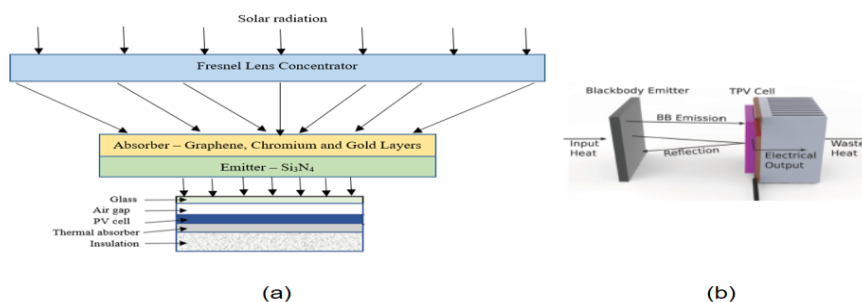 Solar radiation
Fresnel Lens Concentrator
Absorber – Graphene, Chromium and Gold Layers
Emitter – Si₃N₄
Glass
Air gap
PV cell
Thermal absorber
Insulation
(a)
Blackbody Emitter
TPV Cell
BB Emission
Input
Heat
Reflection
Electrical
Output
Waste
Heat
(b)